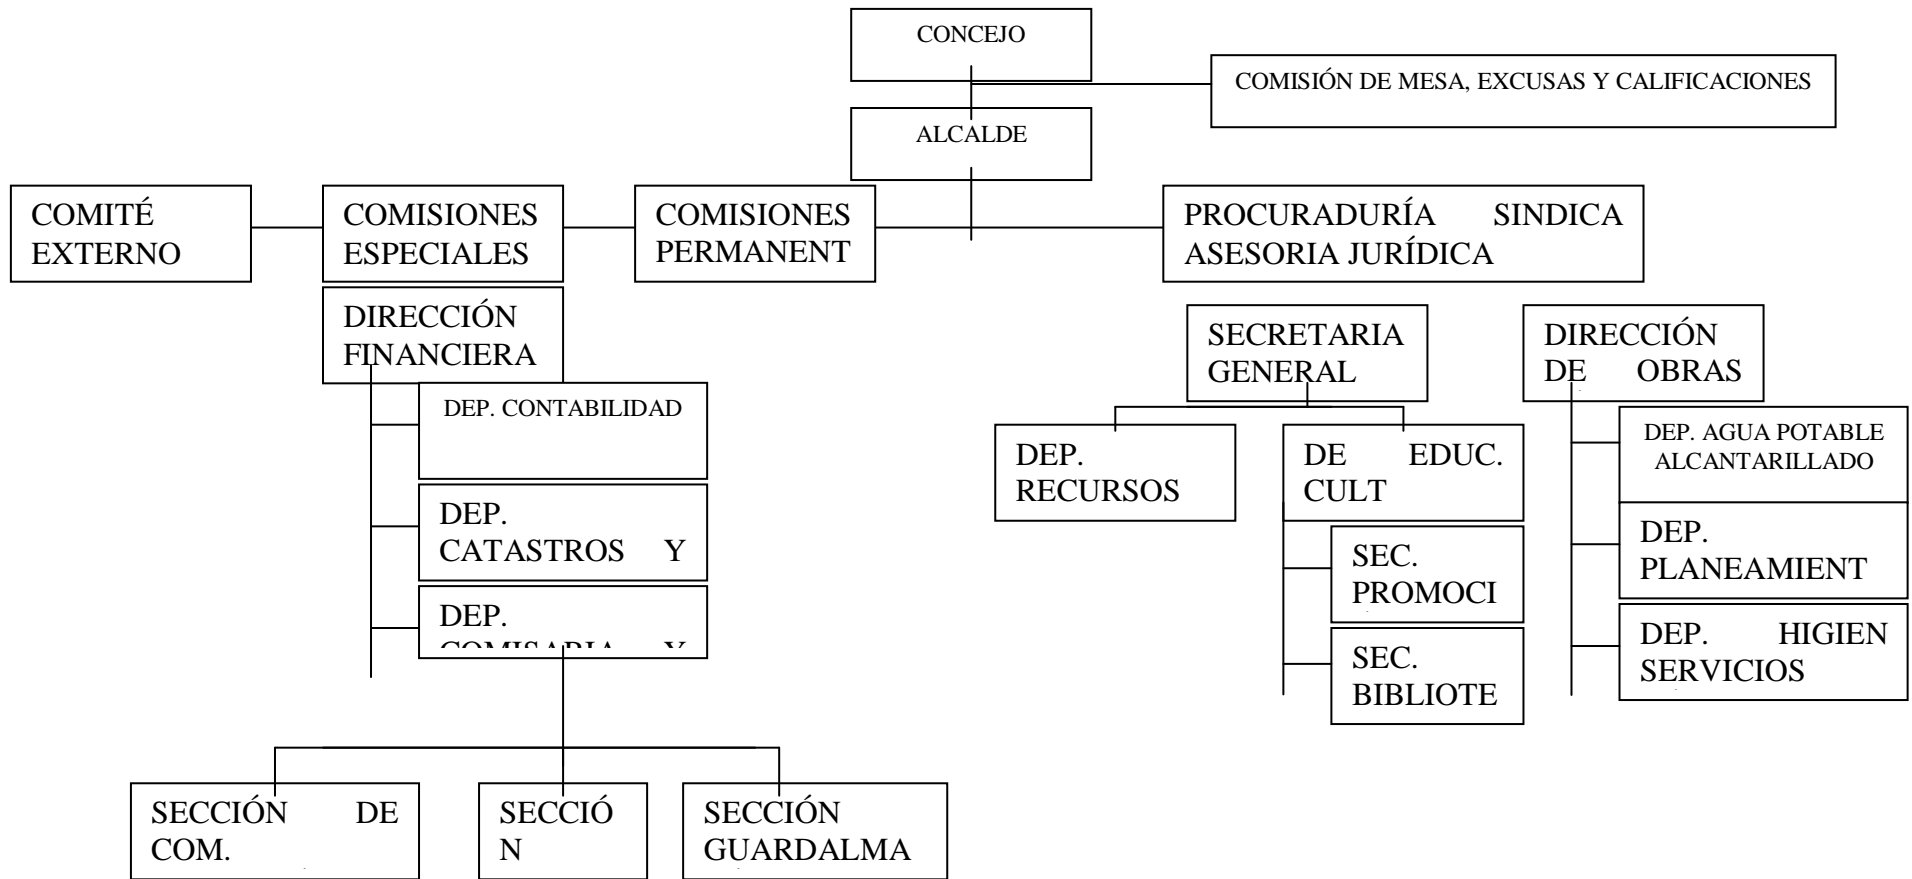 CONCEJO
COMISIÓN DE MESA, EXCUSAS Y CALIFICACIONES
ALCALDE
COMITÉ
EXTERNO
COMISIONES
ESPECIALES
COMISIONES
PERMANENT
PROCURADURÍA SINDICA
ASESORIA JURÍDICA
DIRECCIÓN
FINANCIERA
SECRETARIA
GENERAL
DIRECCIÓN
DE OBRAS
DEP. CONTABILIDAD
DEP.
CATASTROS Y
DEP.
COMISARIA Y
DEP.
RECURSOS
DE EDUC.
CULT
SEC.
PROMOCI
SEC.
BIBLIOTE
DEP. AGUA POTABLE
ALCANTARILLADO
DEP.
PLANEAMIENT
DEP. HIGIEN
SERVICIOS
SECCIÓN DE
COM.
SECCIÓ
N
SECCIÓN
GUARDALMA